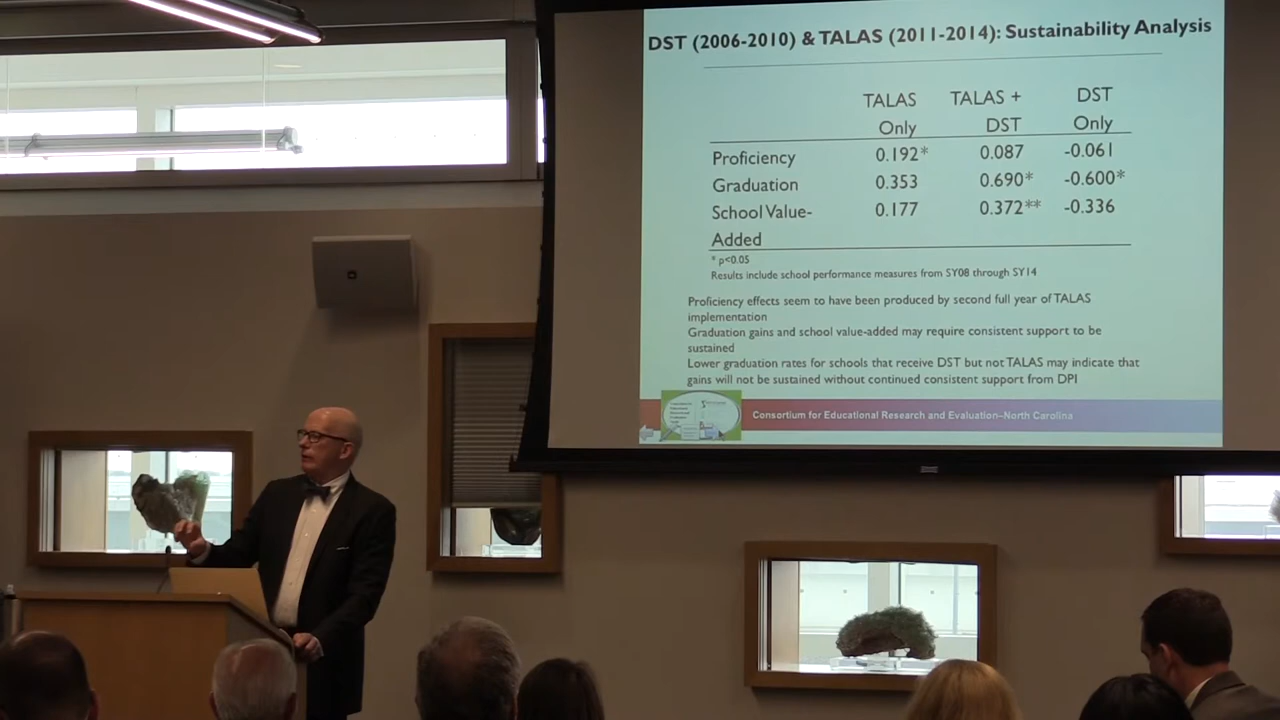 DST (2006-2010) & TALAS (2011-2014): Sustainability Analysis
TALAS Only TALAS + DST DST Only
Proficiency 0.192* 0.087 -0.061
Graduation 0.353 0.690* -0.600*
School Value-Added 0.177 0.372** -0.336
* p<0.05
Results include school performance measures from SY08 through SY14
Proficiency effects seem to have been produced by second full year of TALAS
implementation
Graduation gains and school value-added may require consistent support to be
sustained
Lower graduation rates for schools that receive DST but not TALAS may indicate that
gains will not be sustained without continued consistent support from DPI
Consortium for Educational Research and Evaluation–North Carolina